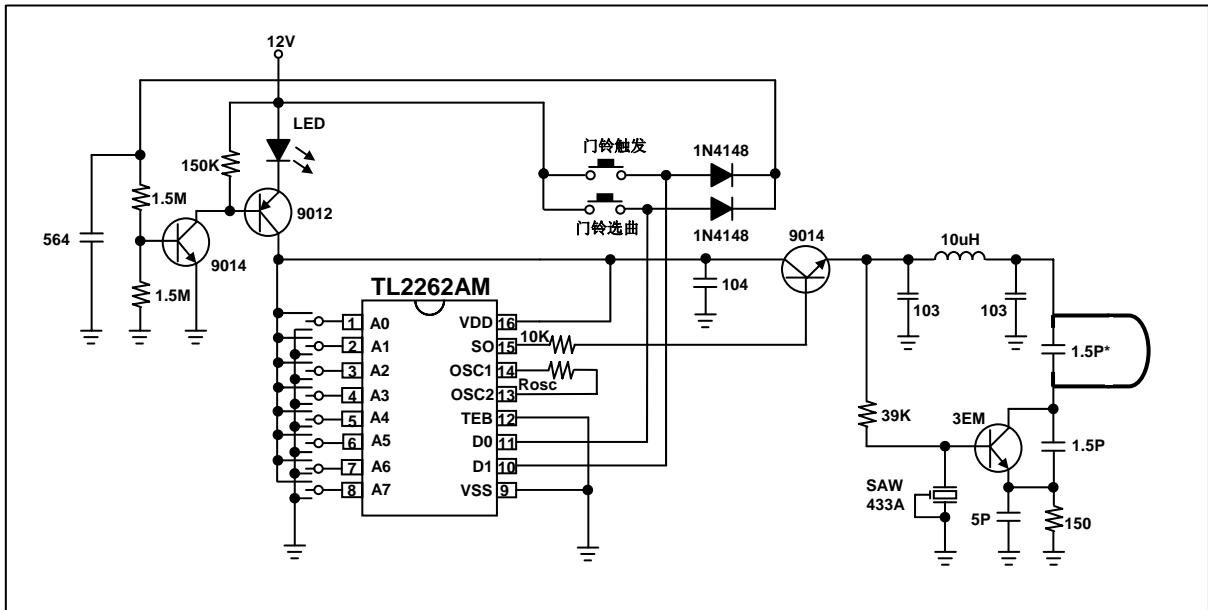 12V
LED
150K
门铃触发
1N4148
1.5M
9012
门铃选曲
1N4148
564
9014
9014
10uH
1.5M
104
103
103
TL2262AM
1 A0 VDD 16
2 A1 SO 15 10K
3 A2 OSC1 14
4 A3 OSC2 13 Rosc
5 A4 TEB 12
6 A5 D0 11
7 A6 D1 10
8 A7 VSS 9
1.5P*
39K
3EM
1.5P
SAW
433A
5P
150